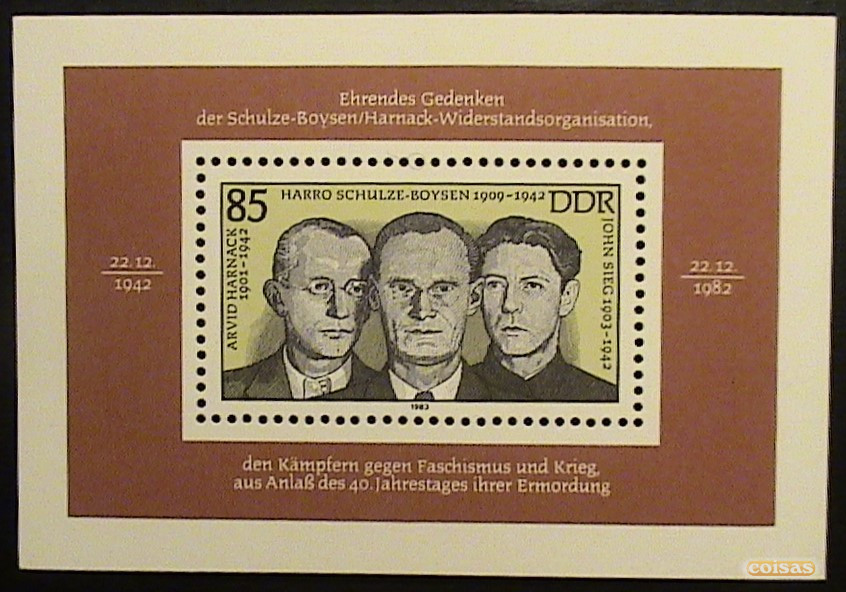 Ehrendes Gedenken
der Schulze-Boysen/Harnack-Widerstandsorganisation,
85
HARRO SCHULZE-BOYSEN 1909-1942
DDR
ARVID HARNACK
1901-1942
JOHN SIEG 1903-1942
22.12.
1942
22.12.
1982
1983
den Kämpfern gegen Faschismus und Krieg,
aus Anlaß des 40. Jahrestages ihrer Ermordung
coisas